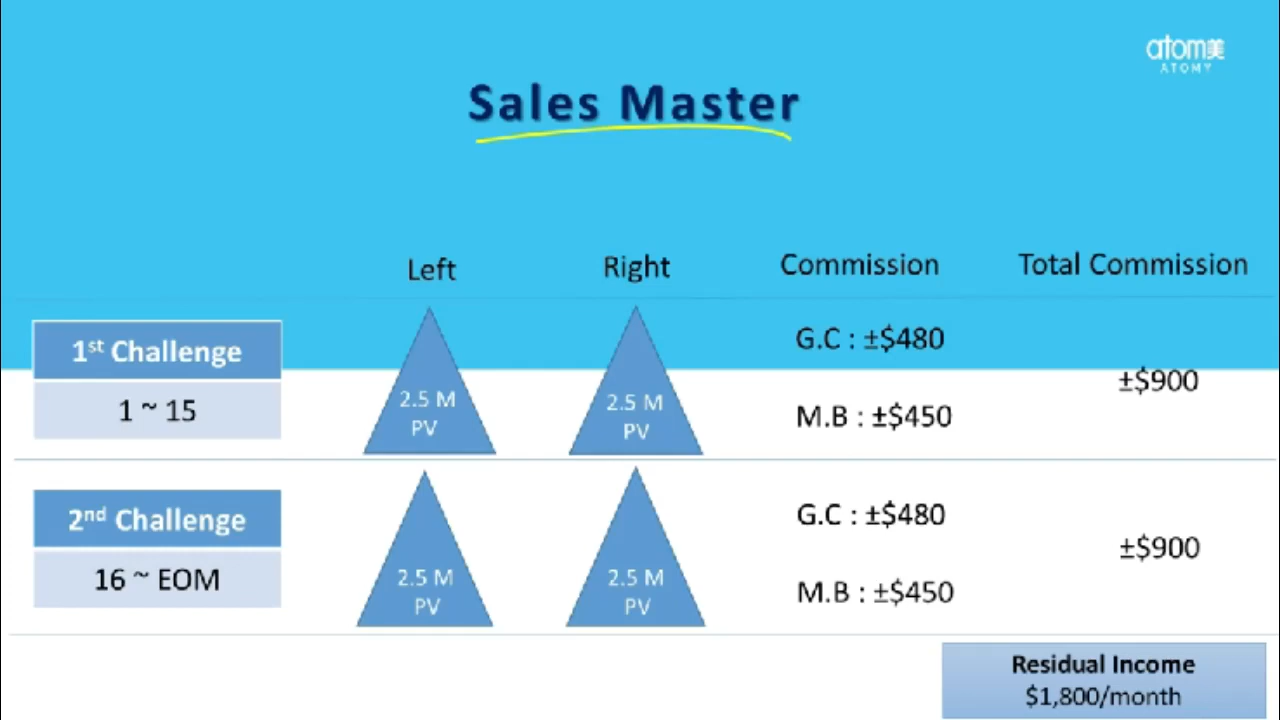 atom美
ATOMY
Sales Master
Left Right Commission Total Commission
1st Challenge
1 ~ 15
2.5 M
PV
2.5 M
PV
G.C : ±$480
M.B : ±$450
±$900
2nd Challenge
16 ~ EOM
2.5 M
PV
2.5 M
PV
G.C : ±$480
M.B : ±$450
±$900
Residual Income
$1,800/month